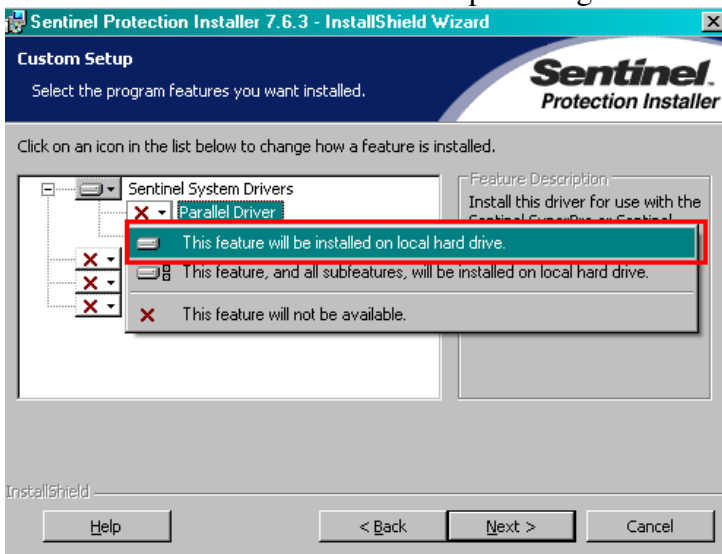 Sentinel Protection Installer 7.6.3 - InstallShield Wizard
Custom Setup
Select the program features you want installed.
Sentinel.
Protection Installer
Click on an icon in the list below to change how a feature is installed.
Sentinel System Drivers
Parallel Driver
Feature Description
Install this driver for use with the
Sentinel SuperPro or Sentinel
This feature will be installed on local hard drive.
This feature, and all subfeatures, will be installed on local hard drive.
This feature will not be available.
InstallShield
Help
< Back
Next >
Cancel